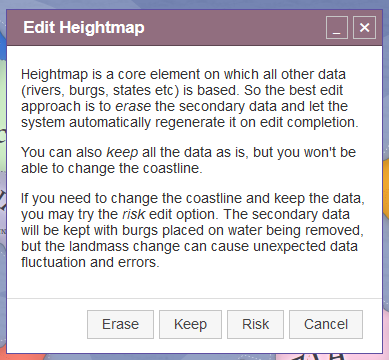 Edit Heightmap
Heightmap is a core element on which all other data
(rivers, burgs, states etc) is based. So the best edit
approach is to erase the secondary data and let the
system automatically regenerate it on edit completion.
You can also keep all the data as is, but you won't be
able to change the coastline.
If you need to change the coastline and keep the data,
you may try the risk edit option. The secondary data
will be kept with burgs placed on water being removed,
but the landmass change can cause unexpected data
fluctuation and errors.
Erase Keep Risk Cancel